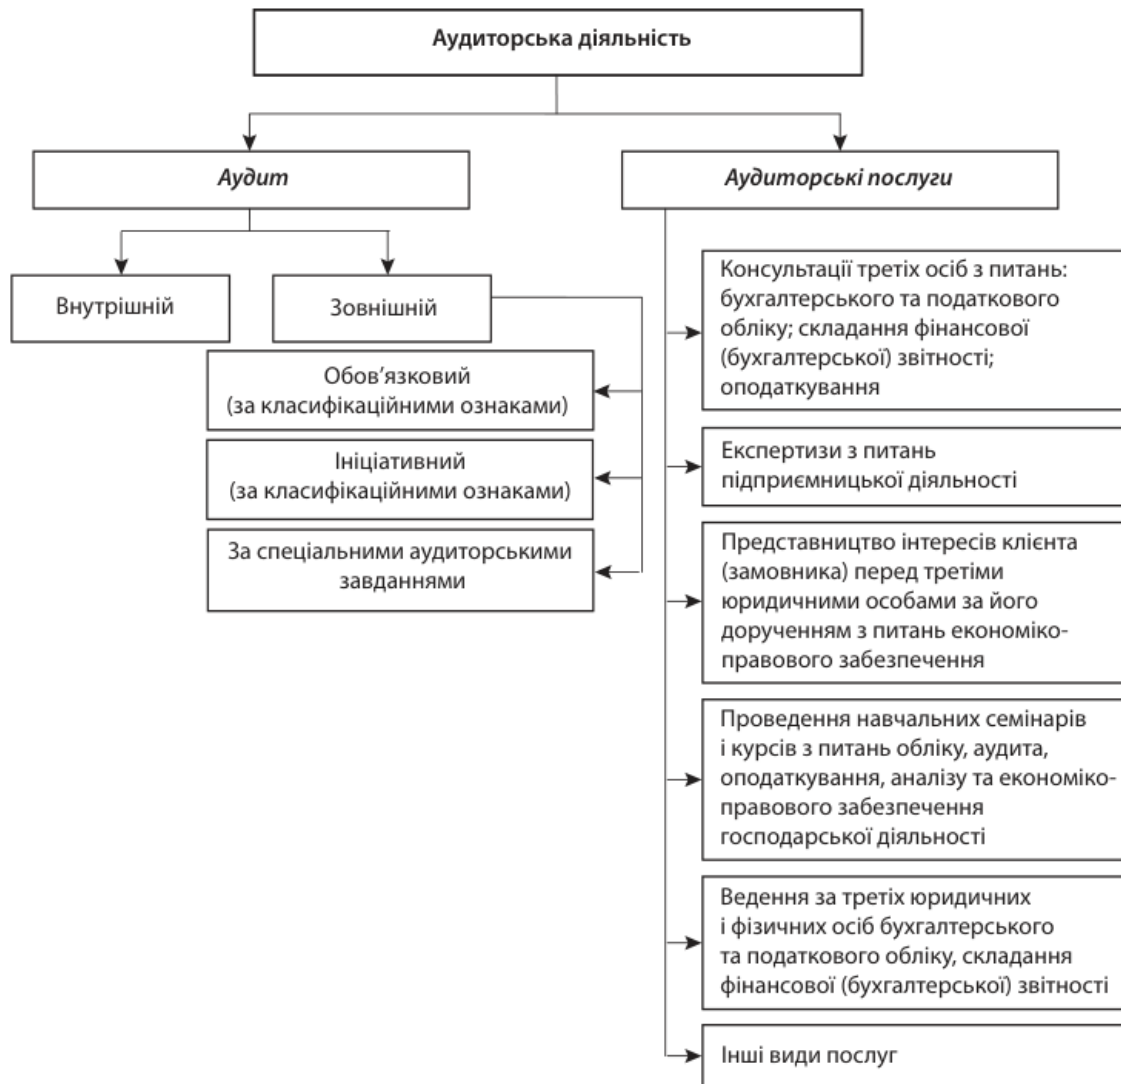 Аудиторська діяльність
Аудит
Аудиторські послуги
Внутрішній
Зовнішній
Обов’язковий
(за класифікаційними ознаками)
Ініціативний
(за класифікаційними ознаками)
За спеціальними аудиторськими
завданнями
Консультації третіх осіб з питань:
бухгалтерського та податкового
обліку; складання фінансової
(бухгалтерської) звітності;
оподаткування
Експертизи з питань
підприємницької діяльності
Представництво інтересів клієнта
(замовника) перед третіми
юридичними особами за його
дорученням з питань економіко-
правового забезпечення
Проведення навчальних семінарів
і курсів з питань обліку, аудита,
оподаткування, аналізу та економіко-
правового забезпечення
господарської діяльності
Ведення за третіх юридичних
і фізичних осіб бухгалтерського
та податкового обліку, складання
фінансової (бухгалтерської) звітності
Інші види послуг